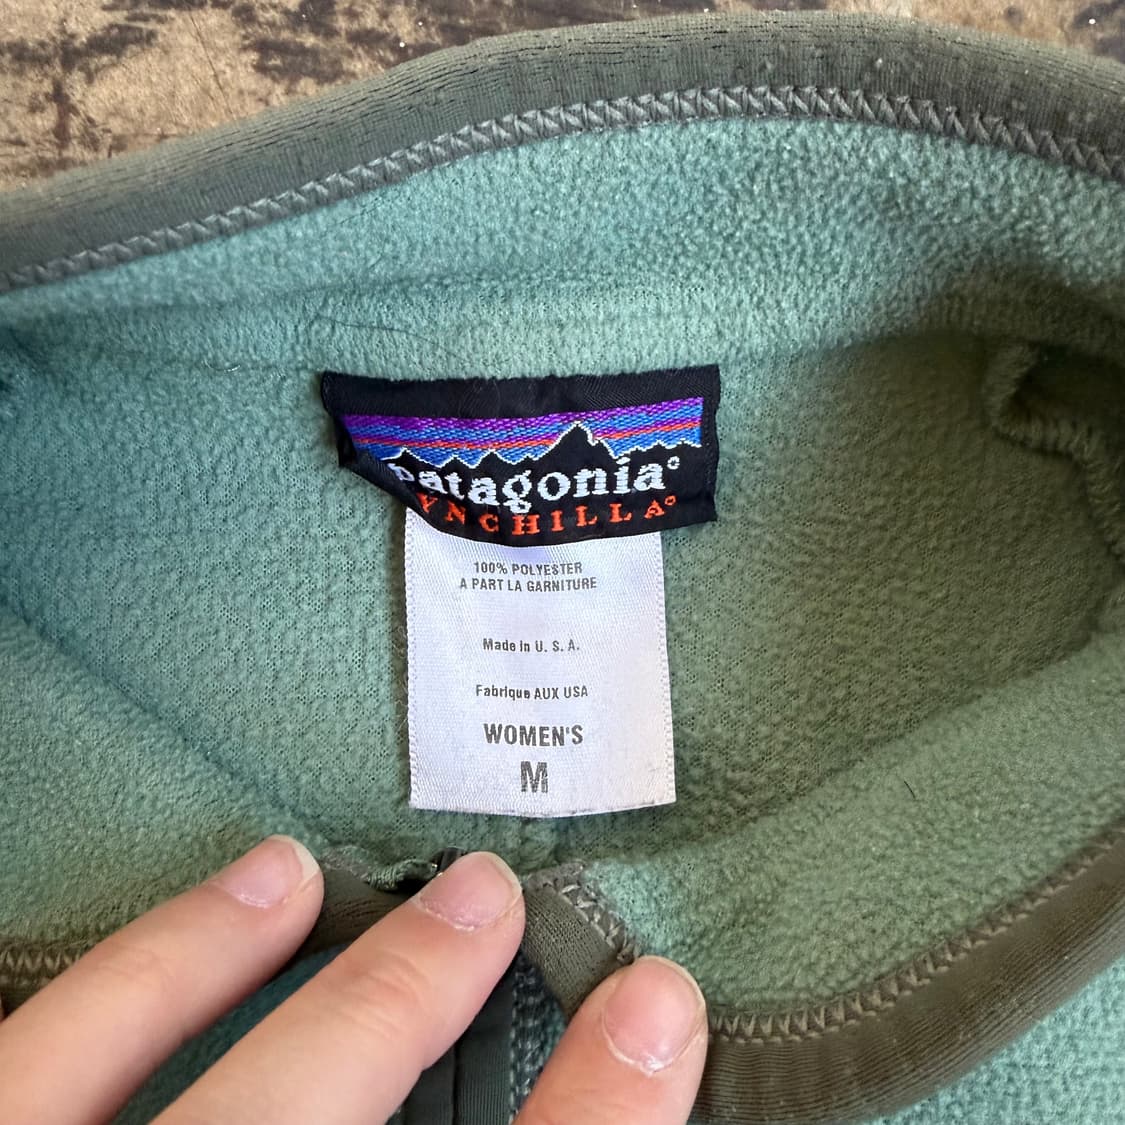 patagonia°
YNCHILLA°
100% POLYESTER
A PART LA GARNITURE
Made in U. S. A.
Fabrique AUX USA
WOMEN'S
M